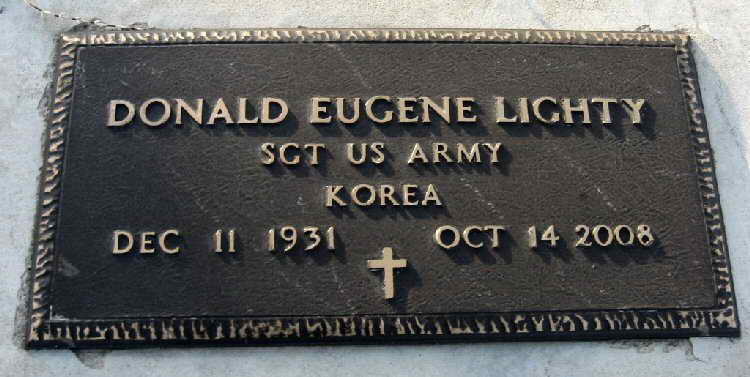 DONALD EUGENE LIGHTY
SGT US ARMY
KOREA
DEC 11 1931 OCT 14 2008